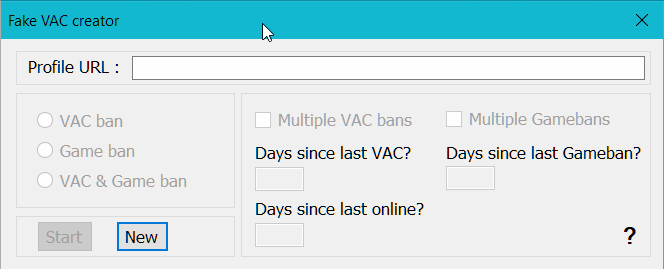 Fake VAC creator
Profile URL :
VAC ban
Game ban
VAC & Game ban
Multiple VAC bans
Multiple Gamebans
Days since last VAC?
Days since last Gameban?
Days since last online?
Start
New
?